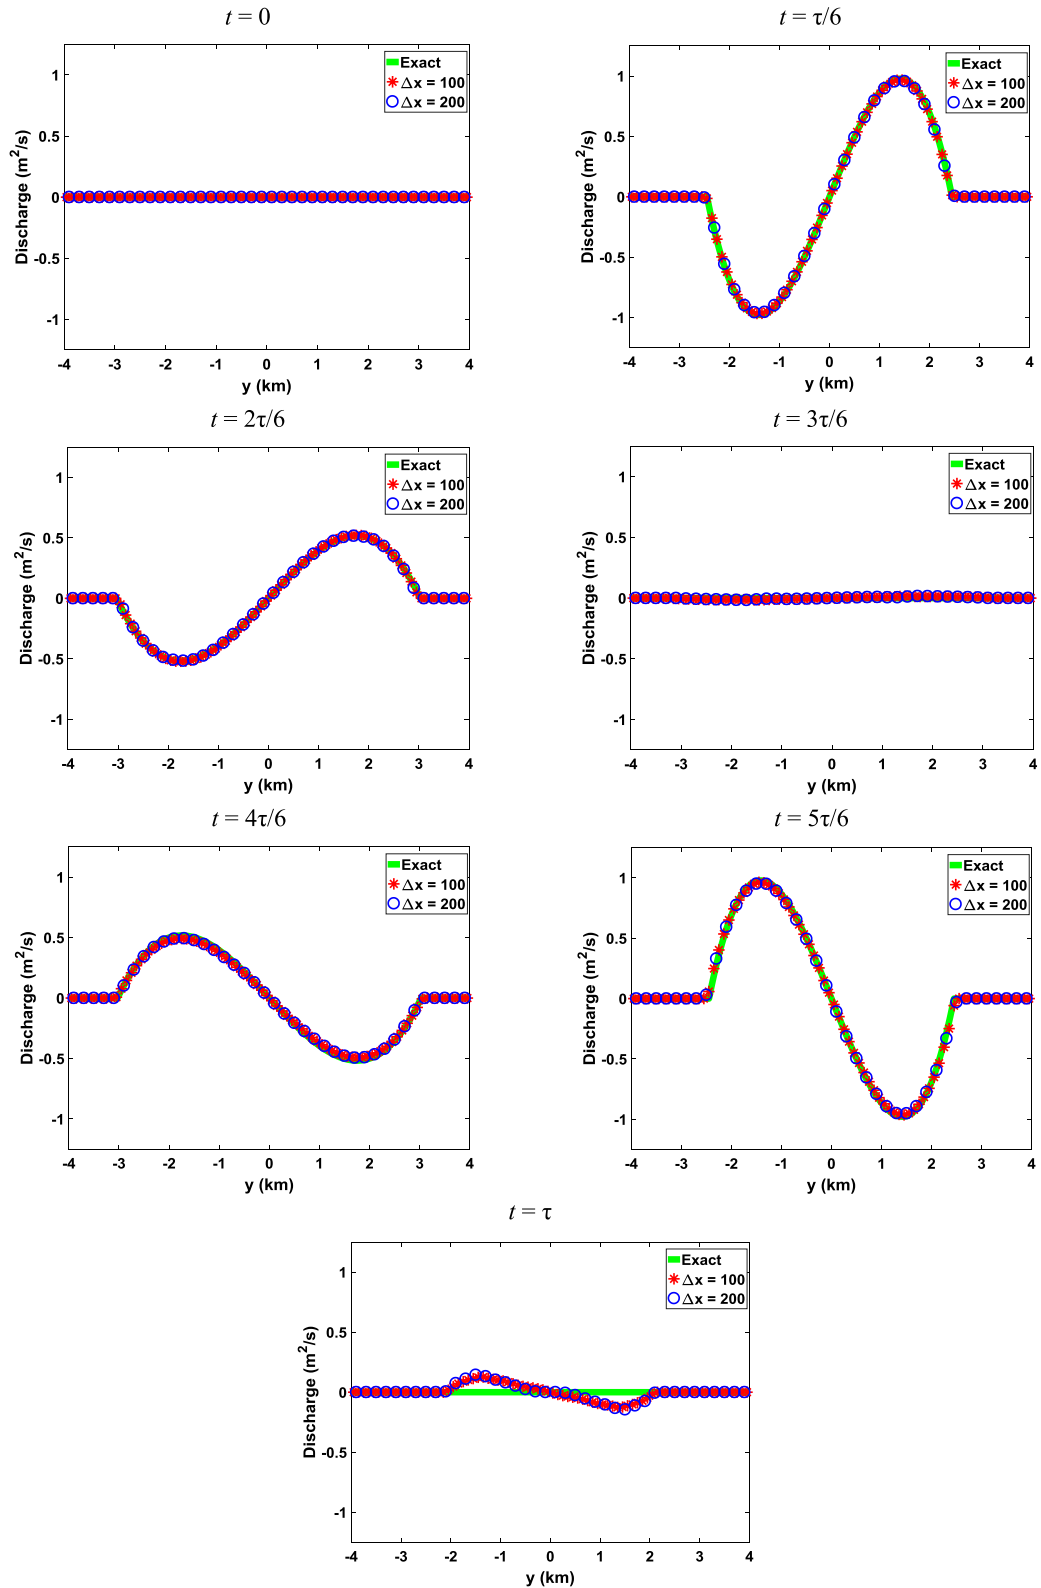 t = 0
t = τ/6
Exact
Δx = 100
Δx = 200
Discharge (m²/s)
1
0.5
0
-0.5
-1
-4 -3 -2 -1 0 1 2 3 4
y (km)
Exact
Δx = 100
Δx = 200
Discharge (m²/s)
1
0.5
0
-0.5
-1
-4 -3 -2 -1 0 1 2 3 4
y (km)
t = 2τ/6
t = 3τ/6
Exact
Δx = 100
Δx = 200
Discharge (m²/s)
1
0.5
0
-0.5
-1
-4 -3 -2 -1 0 1 2 3 4
y (km)
Exact
Δx = 100
Δx = 200
Discharge (m²/s)
1
0.5
0
-0.5
-1
-4 -3 -2 -1 0 1 2 3 4
y (km)
t = 4τ/6
t = 5τ/6
Exact
Δx = 100
Δx = 200
Discharge (m²/s)
1
0.5
0
-0.5
-1
-4 -3 -2 -1 0 1 2 3 4
y (km)
Exact
Δx = 100
Δx = 200
Discharge (m²/s)
1
0.5
0
-0.5
-1
-4 -3 -2 -1 0 1 2 3 4
y (km)
t = τ
Exact
Δx = 100
Δx = 200
Discharge (m²/s)
1
0.5
0
-0.5
-1
-4 -3 -2 -1 0 1 2 3 4
y (km)